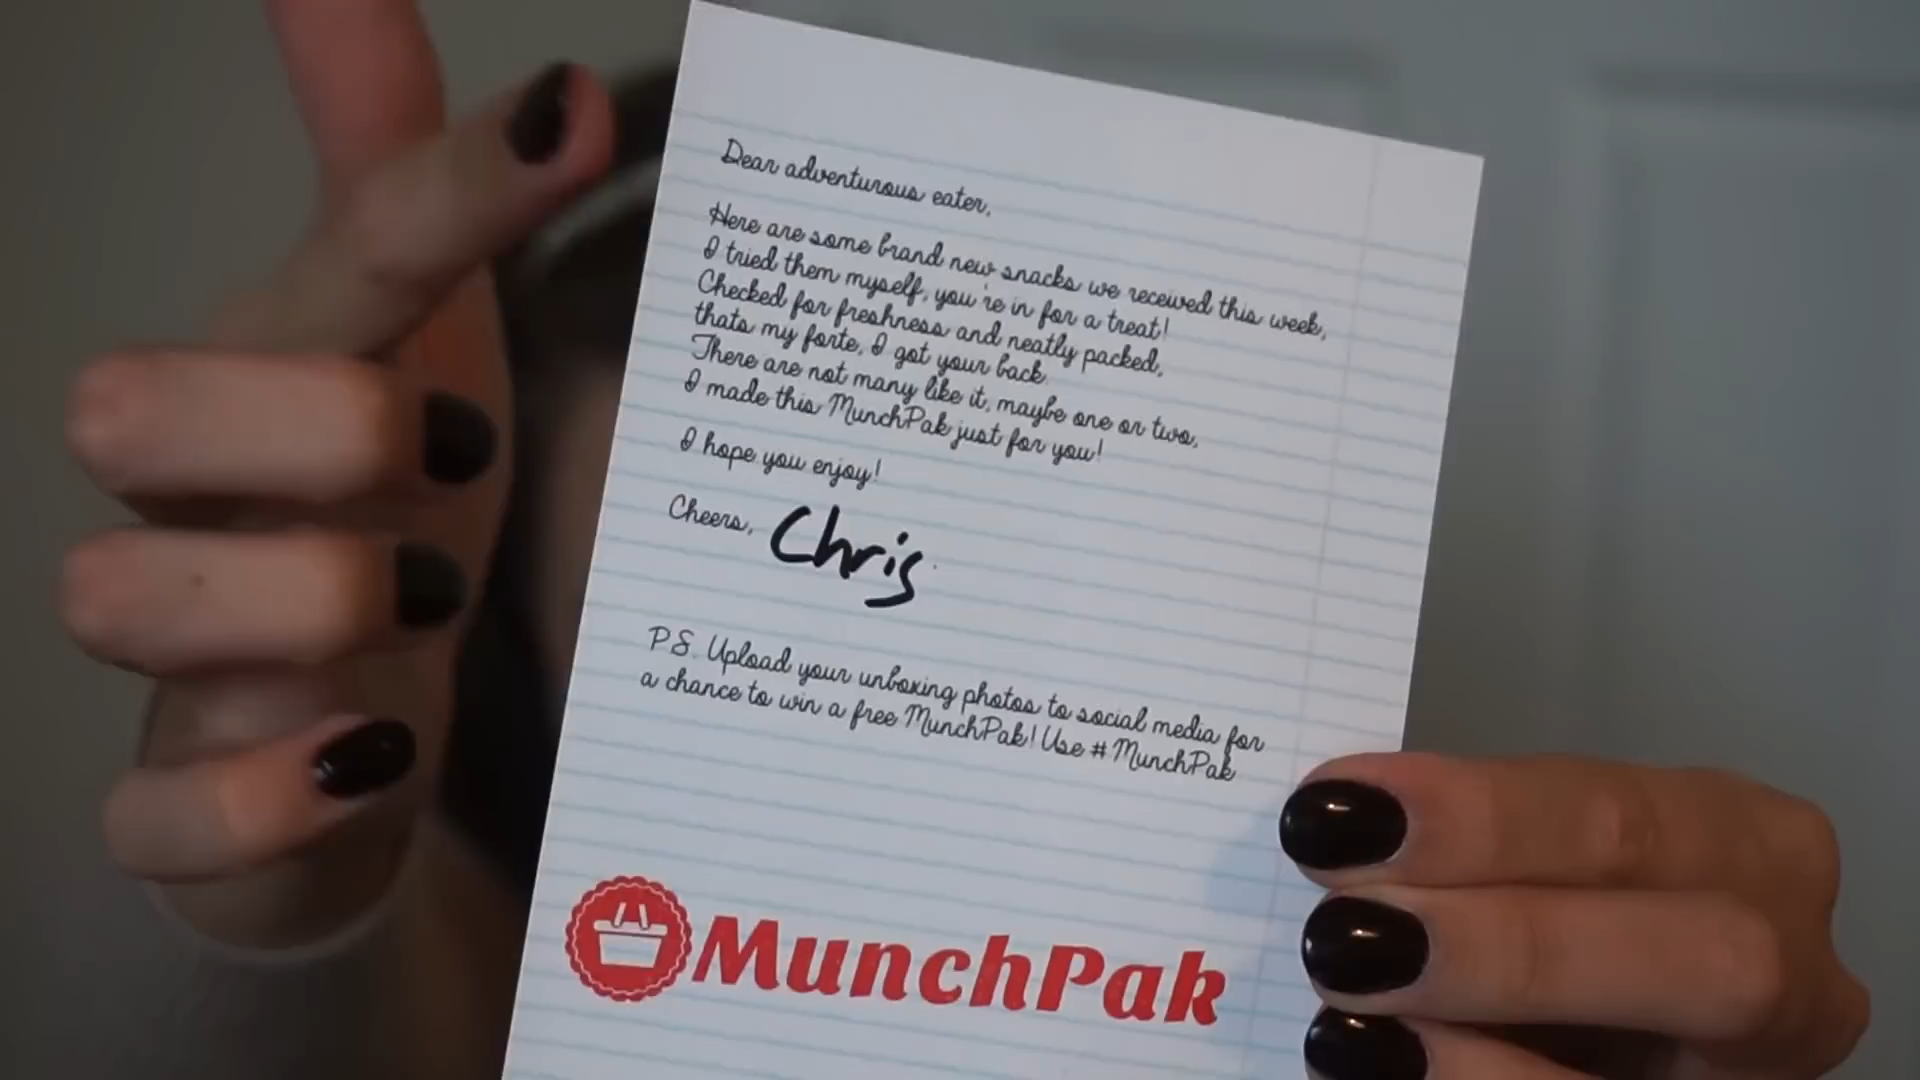 Dear adventurous eater,
Here are some brand new snacks we received this week,
I tried them myself, you're in for a treat!
Checked for freshness and neatly packed,
thats my forte, I got your back.
There are not many like it, maybe one or two,
I made this MunchPak just for you!
I hope you enjoy!
Cheers, Chris
P.S. Upload your unboxing photos to social media for
a chance to win a free MunchPak! Use #MunchPak
MunchPak